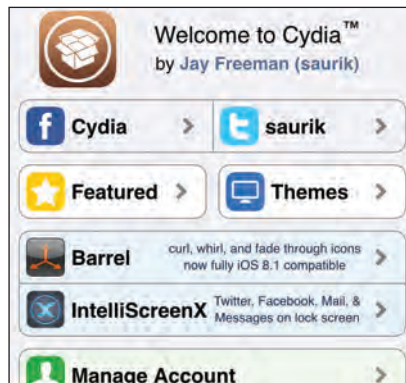 Welcome to Cydia™
by Jay Freeman (saurik)
f Cydia
t saurik
Featured
Themes
Barrel
curl, whirl, and fade through icons
now fully iOS 8.1 compatible
IntelliScreenX
Twitter, Facebook, Mail, &
Messages on lock screen
Manage Account